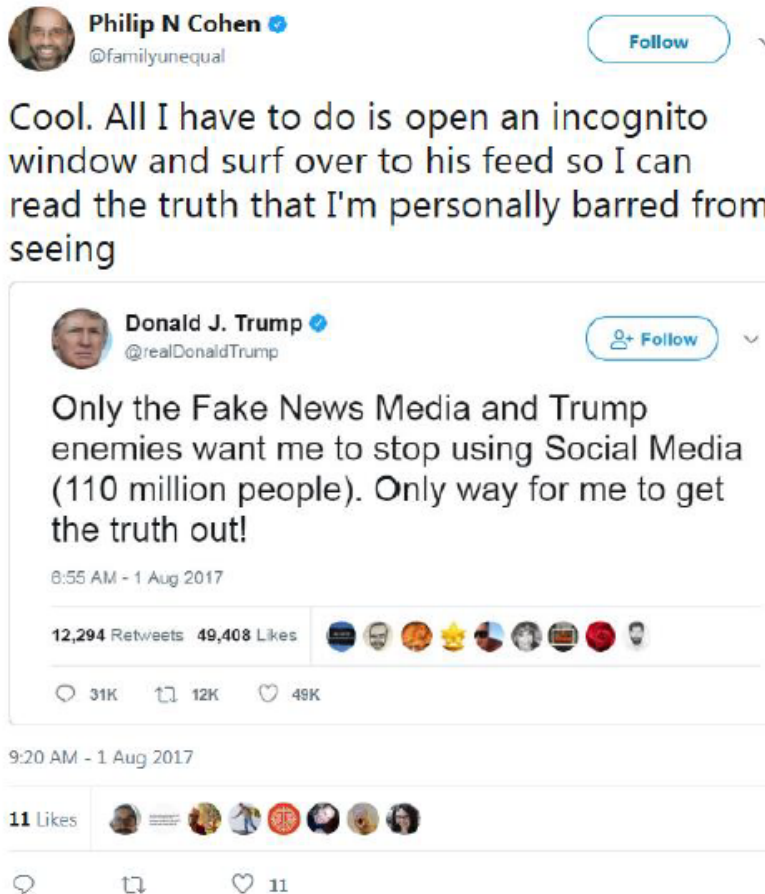 Philip N Cohen
@familyunequal
Follow
Cool. All I have to do is open an incognito
window and surf over to his feed so I can
read the truth that I'm personally barred from
seeing
Donald J. Trump
@realDonaldTrump
Follow
Only the Fake News Media and Trump
enemies want me to stop using Social Media
(110 million people). Only way for me to get
the truth out!
6:55 AM - 1 Aug 2017
12,294 Retweets 49,408 Likes
31K 12K 49K
9:20 AM - 1 Aug 2017
11 Likes
11